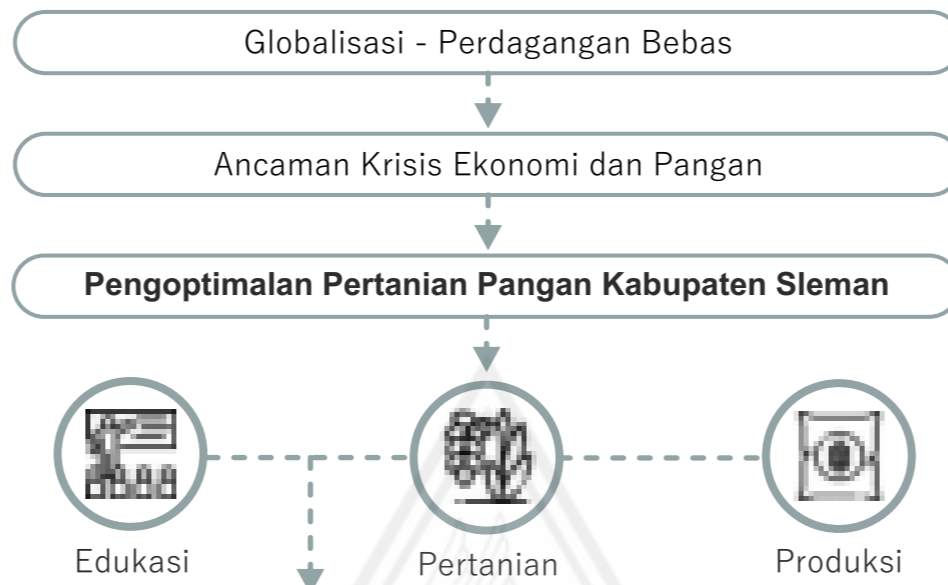 Globalisasi - Perdagangan Bebas
Ancaman Krisis Ekonomi dan Pangan
Pengoptimalan Pertanian Pangan Kabupaten Sleman
Edukasi
Pertanian
Produksi